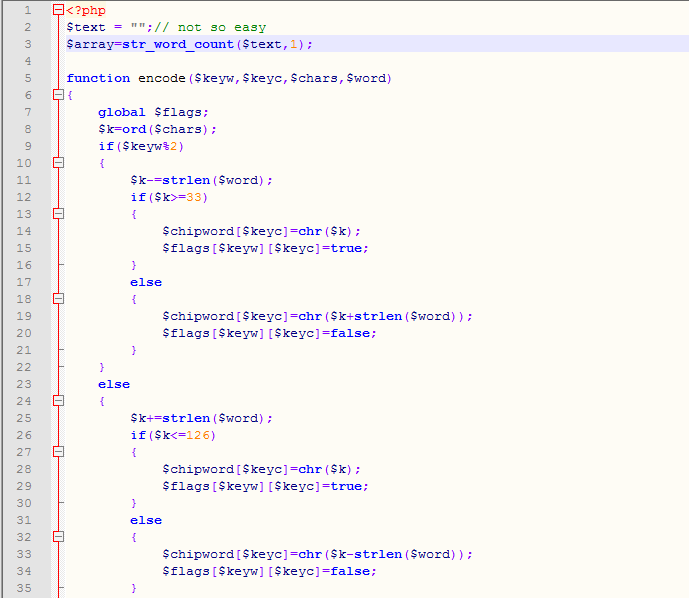 1 <?php
2 $text = "";// not so easy
3 $array=str_word_count($text,1);
4
5 function encode($keyw,$keyc,$chars,$word)
6 {
7 global $flags;
8 $k=ord($chars);
9 if($keyw%2)
10 {
11 $k-=strlen($word);
12 if($k>=33)
13 {
14 $chipword[$keyc]=chr($k);
15 $flags[$keyw][$keyc]=true;
16 }
17 else
18 {
19 $chipword[$keyc]=chr($k+strlen($word));
20 $flags[$keyw][$keyc]=false;
21 }
22 }
23 else
24 {
25 $k+=strlen($word);
26 if($k<=126)
27 {
28 $chipword[$keyc]=chr($k);
29 $flags[$keyw][$keyc]=true;
30 }
31 else
32 {
33 $chipword[$keyc]=chr($k-strlen($word));
34 $flags[$keyw][$keyc]=false;
35 }